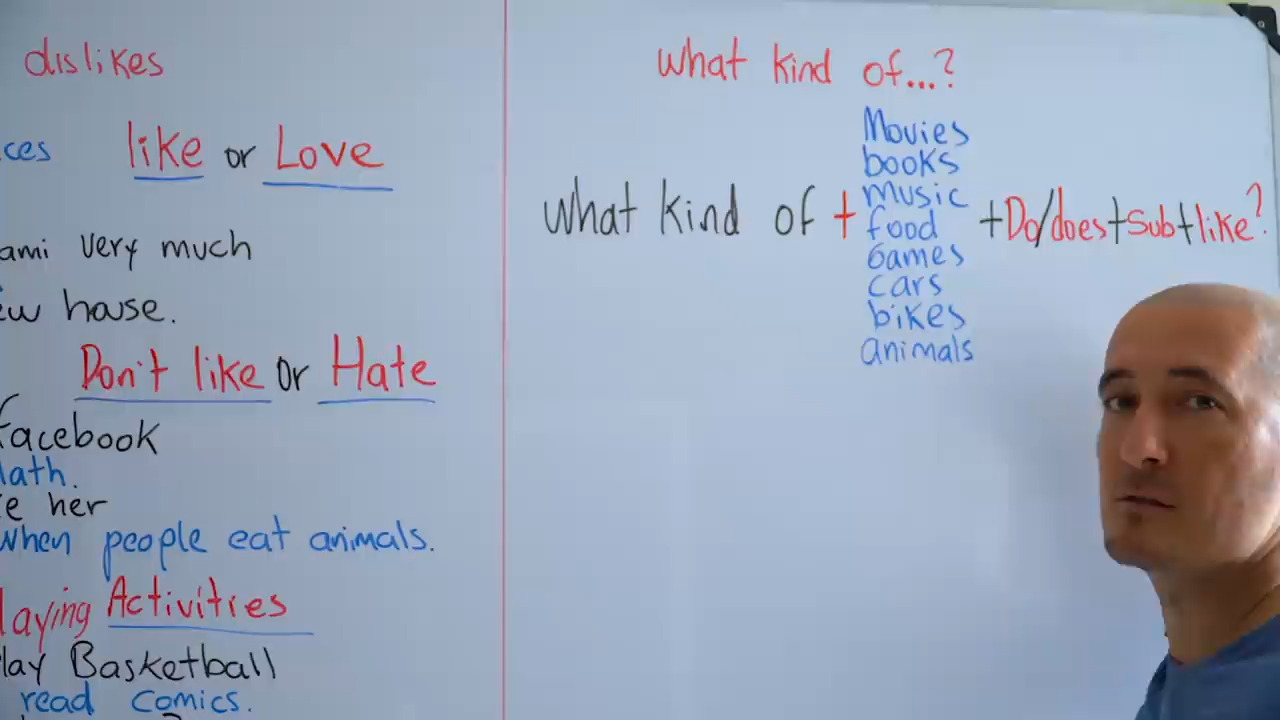 dislikes
ces like or Love
ami very much
ew house.
Don't like or Hate
facebook
ath.
e her
when people eat animals.
laying Activities
lay Basketball
read comics.
what kind of...?
Movies
books
music
what kind of + food + Do/does + Sub + like?
Games
cars
bikes
animals